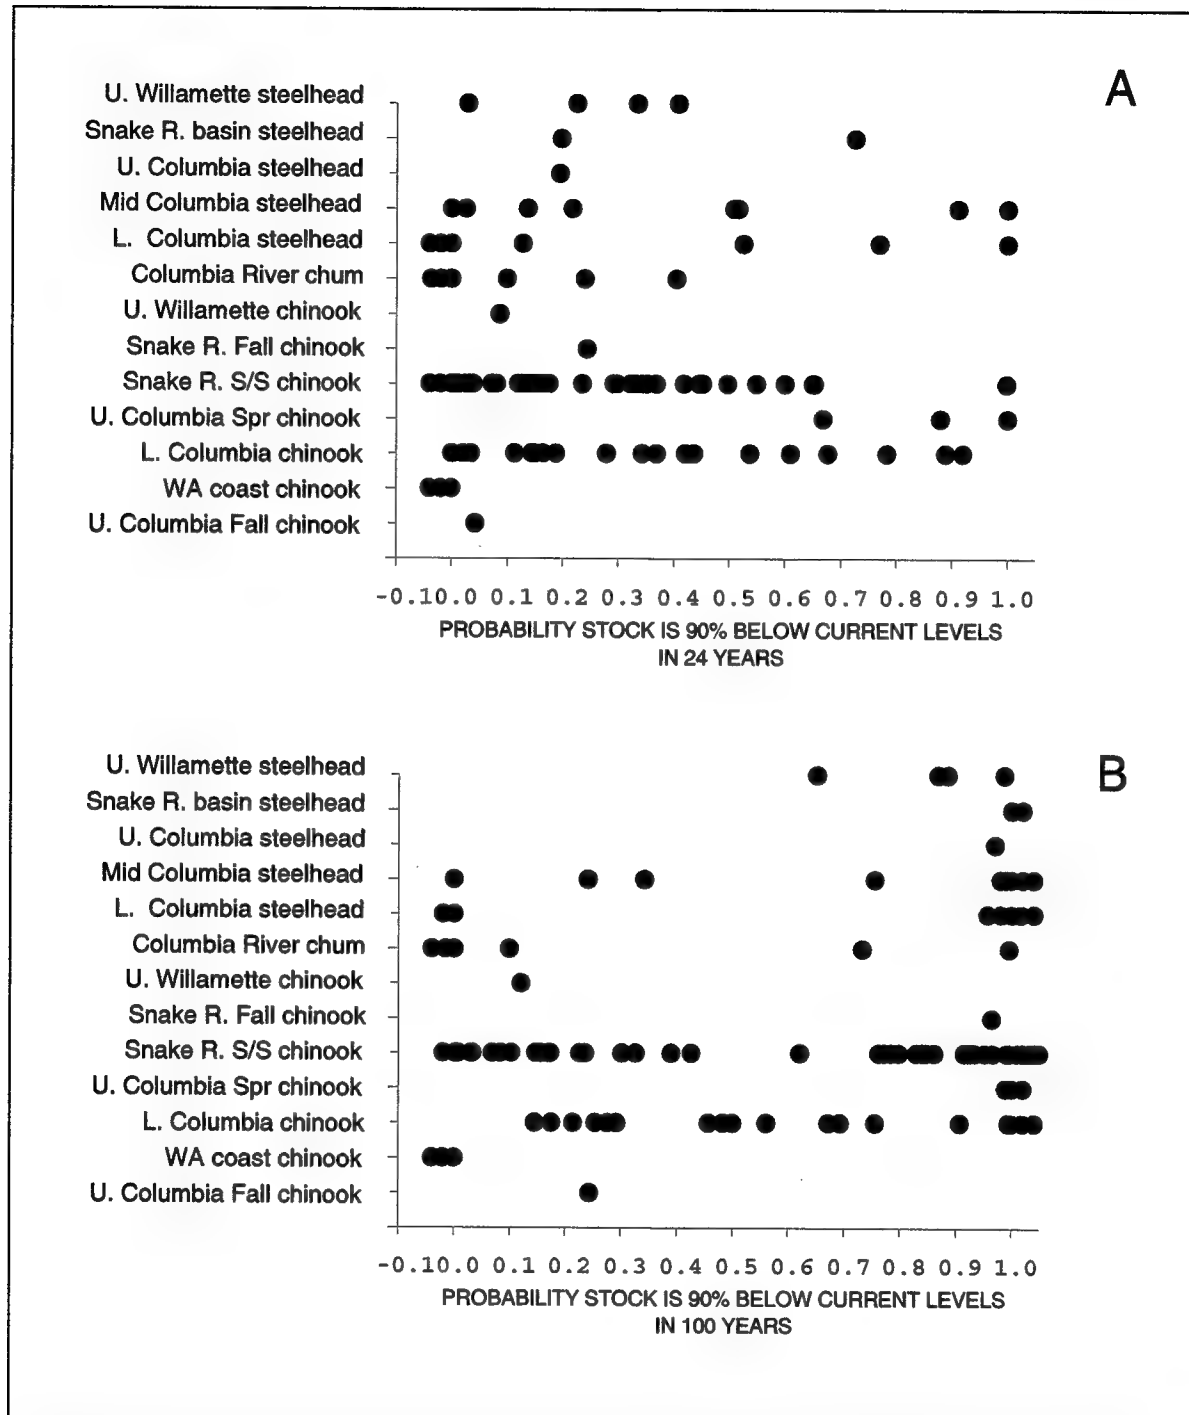 A
U. Willamette steelhead
Snake R. basin steelhead
U. Columbia steelhead
Mid Columbia steelhead
L. Columbia steelhead
Columbia River chum
U. Willamette chinook
Snake R. Fall chinook
Snake R. S/S chinook
U. Columbia Spr chinook
L. Columbia chinook
WA coast chinook
U. Columbia Fall chinook
-0.10.0 0.1 0.2 0.3 0.4 0.5 0.6 0.7 0.8 0.9 1.0
PROBABILITY STOCK IS 90% BELOW CURRENT LEVELS
IN 24 YEARS
B
U. Willamette steelhead
Snake R. basin steelhead
U. Columbia steelhead
Mid Columbia steelhead
L. Columbia steelhead
Columbia River chum
U. Willamette chinook
Snake R. Fall chinook
Snake R. S/S chinook
U. Columbia Spr chinook
L. Columbia chinook
WA coast chinook
U. Columbia Fall chinook
-0.10.0 0.1 0.2 0.3 0.4 0.5 0.6 0.7 0.8 0.9 1.0
PROBABILITY STOCK IS 90% BELOW CURRENT LEVELS
IN 100 YEARS